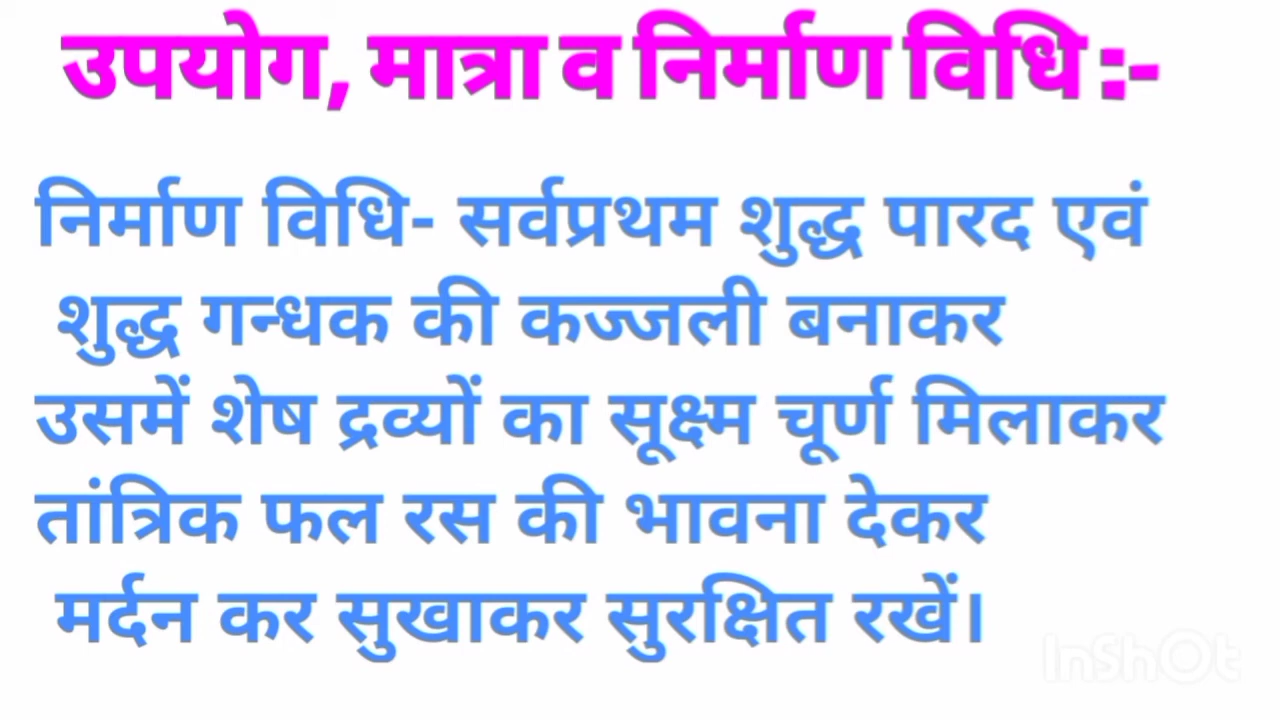 उपयोग, मात्रा व निर्माण विधि :-
निर्माण विधि- सर्वप्रथम शुद्ध पारद एवं
शुद्ध गन्धक की कज्जली बनाकर
उसमें शेष द्रव्यों का सूक्ष्म चूर्ण मिलाकर
तांत्रिक फल रस की भावना देकर
मर्दन कर सुखाकर सुरक्षित रखें।
InShOt